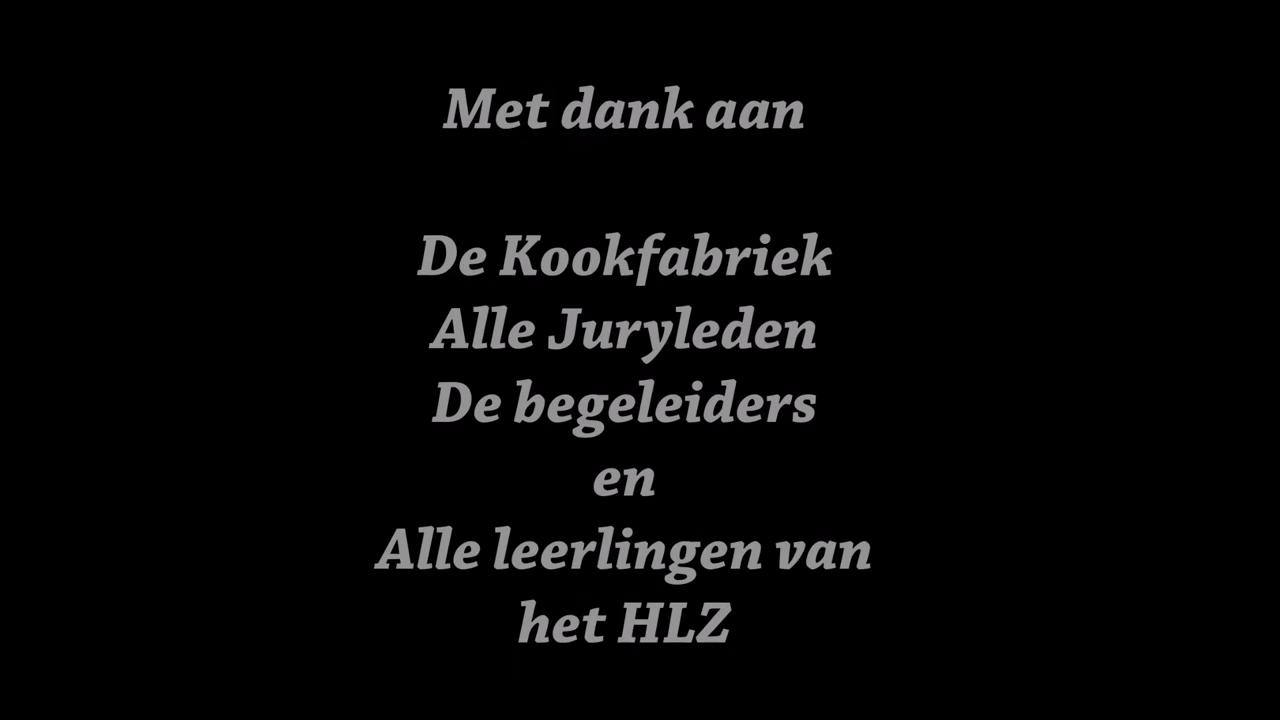 Met dank aan
De Kookfabriek
Alle Juryleden
De begeleiders
en
Alle leerlingen van
het HLZ